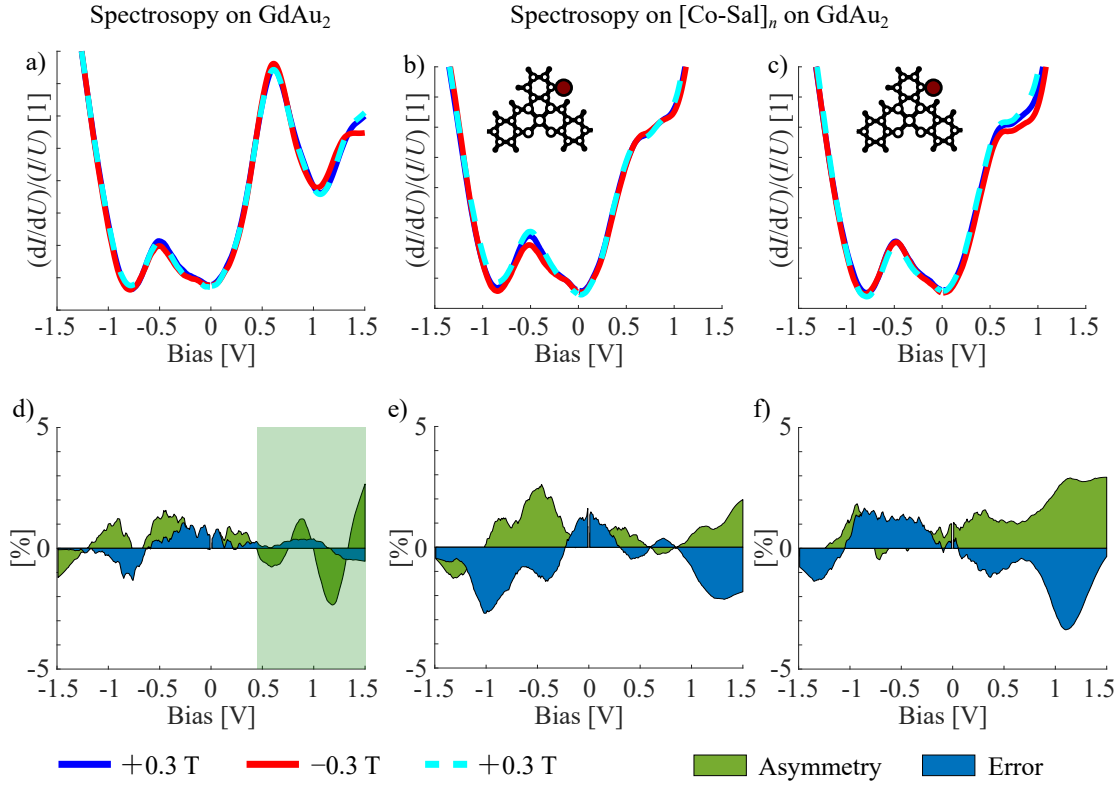 Spectrosopy on GdAu₂
Spectrosopy on [Co-Sal]ₙ on GdAu₂
a)
b)
c)
(dI/dU)/(I/U) [1]
(dI/dU)/(I/U) [1]
(dI/dU)/(I/U) [1]
-1.5 -1 -0.5 0 0.5 1 1.5
-1.5 -1 -0.5 0 0.5 1 1.5
-1.5 -1 -0.5 0 0.5 1 1.5
Bias [V]
Bias [V]
Bias [V]
d)
e)
f)
5
0
-5
[%]
5
0
-5
[%]
5
0
-5
[%]
-1.5 -1 -0.5 0 0.5 1 1.5
-1.5 -1 -0.5 0 0.5 1 1.5
-1.5 -1 -0.5 0 0.5 1 1.5
Bias [V]
Bias [V]
Bias [V]
+0.3 T
−0.3 T
+0.3 T
Asymmetry
Error